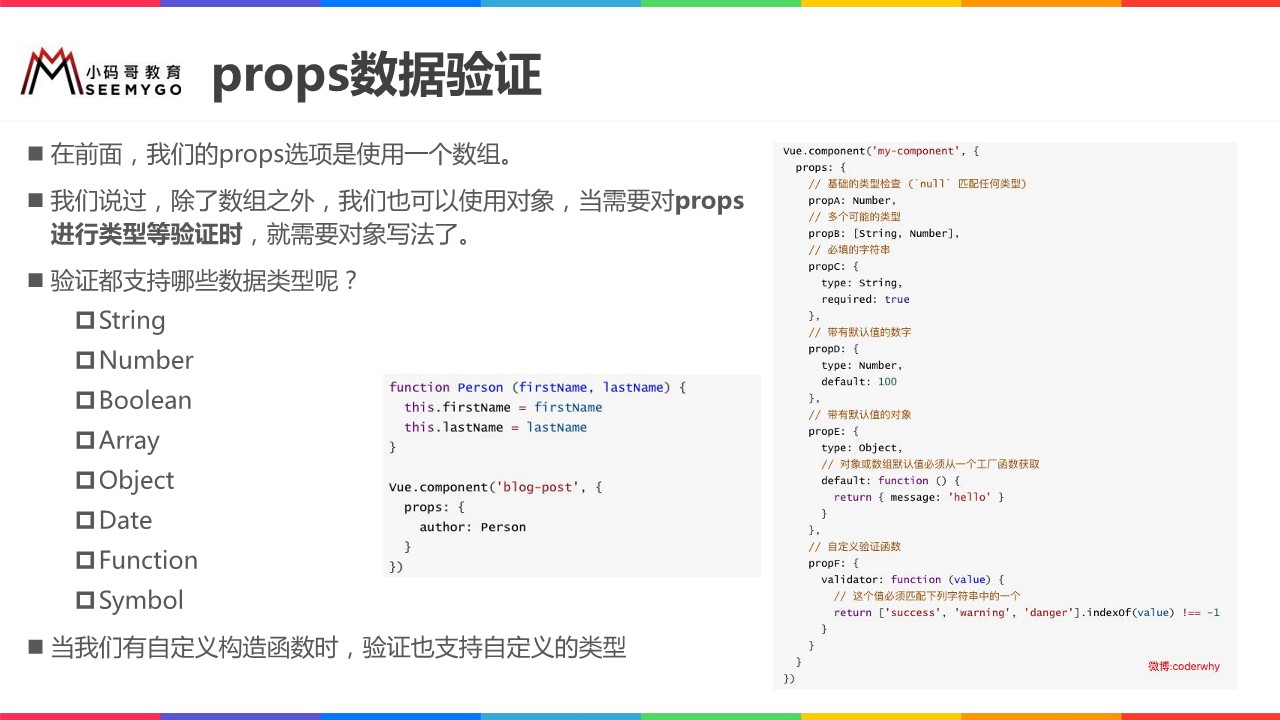 小码哥教育
SEEMYGO
props数据验证
■ 在前面，我们的props选项是使用一个数组。
■ 我们说过，除了数组之外，我们也可以使用对象，当需要对props
进行类型等验证时，就需要对象写法了。
■ 验证都支持哪些数据类型呢？
String
Number
Boolean
Array
Object
Date
Function
Symbol
■ 当我们有自定义构造函数时，验证也支持自定义的类型
function Person (firstName, lastName) {
  this.firstName = firstName
  this.lastName = lastName
}

Vue.component('blog-post', {
  props: {
    author: Person
  }
})
Vue.component('my-component', {
  props: {
    // 基础的类型检查 (`null` 匹配任何类型)
    propA: Number,
    // 多个可能的类型
    propB: [String, Number],
    // 必填的字符串
    propC: {
      type: String,
      required: true
    },
    // 带有默认值的数字
    propD: {
      type: Number,
      default: 100
    },
    // 带有默认值的对象
    propE: {
      type: Object,
      // 对象或数组默认值必须从一个工厂函数获取
      default: function () {
        return { message: 'hello' }
      }
    },
    // 自定义验证函数
    propF: {
      validator: function (value) {
        // 这个值必须匹配下列字符串中的一个
        return ['success', 'warning', 'danger'].indexOf(value) !== -1
      }
    }
  }
})
微博:coderwhy